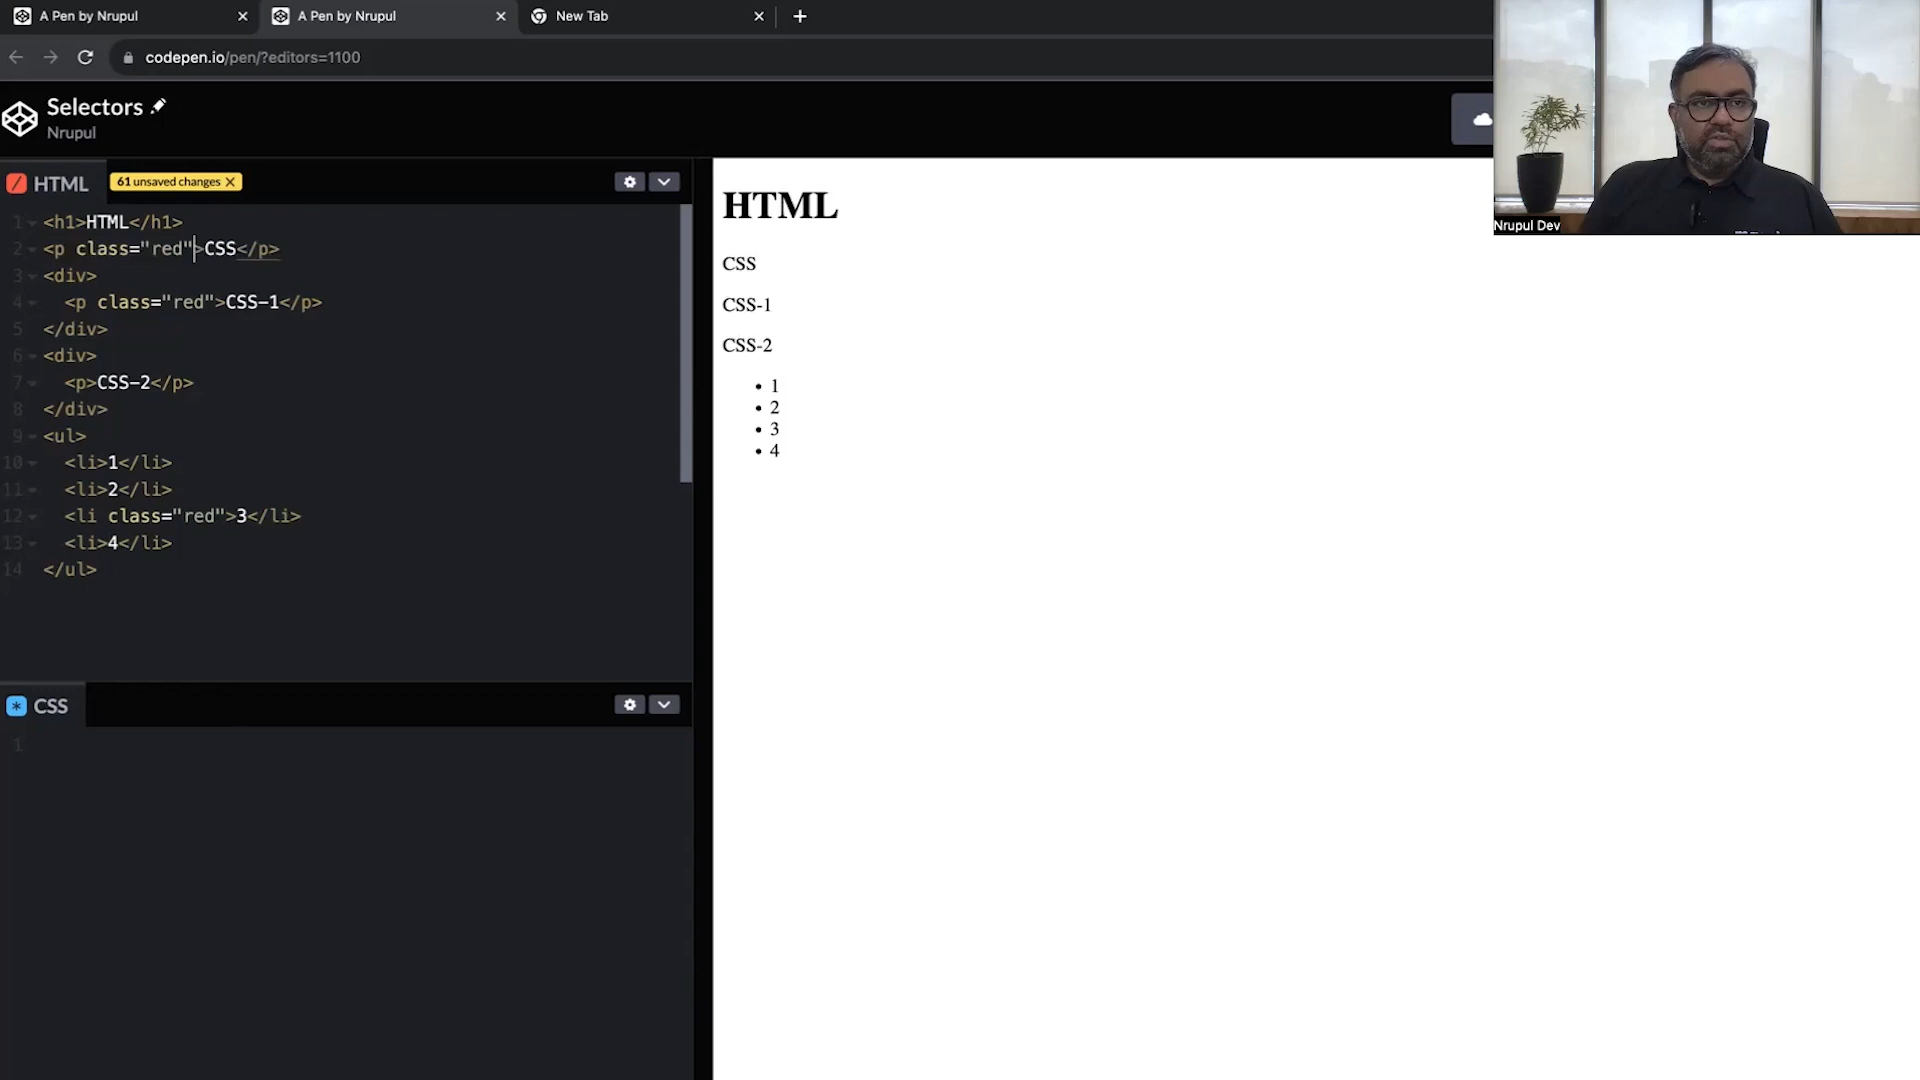 A Pen by Nrupul
A Pen by Nrupul
New Tab
codepen.io/pen/?editors=1100
Selectors
Nrupul
HTML
61 unsaved changes
1 <h1>HTML</h1>
2 <p class="red">CSS</p>
3 <div>
4 <p class="red">CSS-1</p>
5 </div>
6 <div>
7 <p>CSS-2</p>
8 </div>
9 <ul>
10 <li>1</li>
11 <li>2</li>
12 <li class="red">3</li>
13 <li>4</li>
14 </ul>
CSS
1
HTML
CSS
CSS-1
CSS-2
• 1
• 2
• 3
• 4
Nrupul Dev